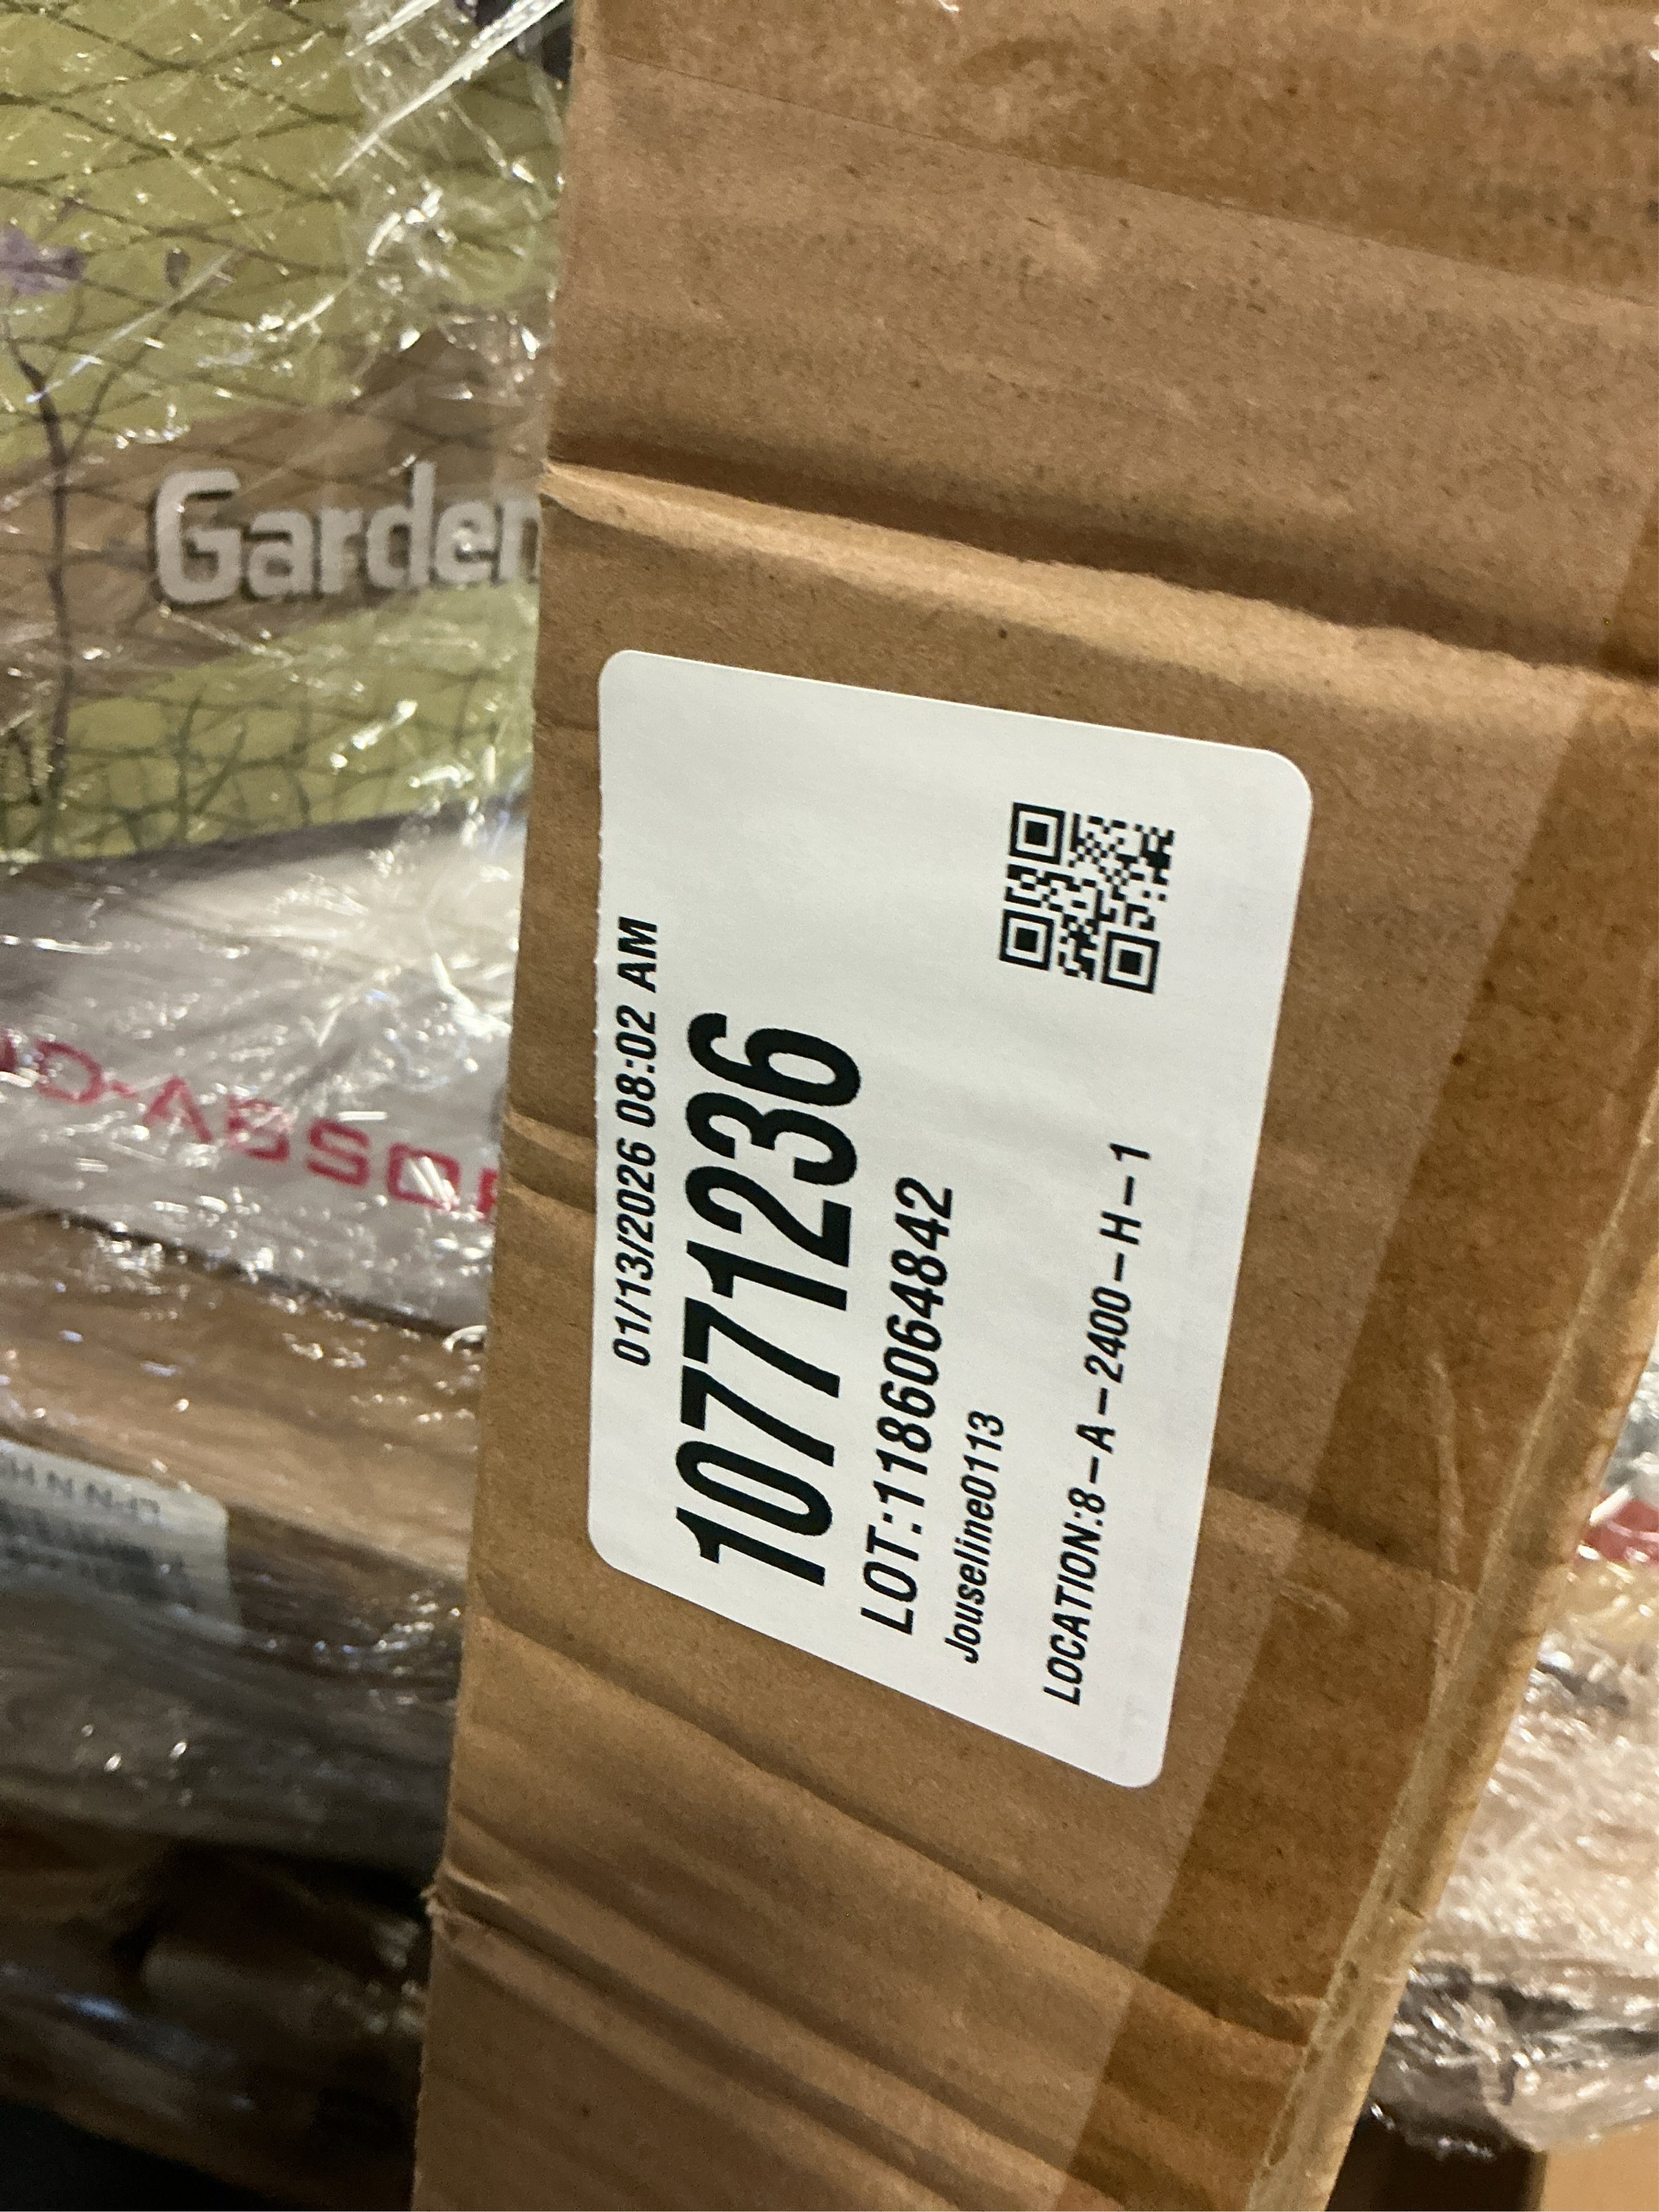 Garden
01/13/2026 08:02 AM
10771236
LOT:1186064842
Jouseline0113
LOCATION:8-A-2400-H-1